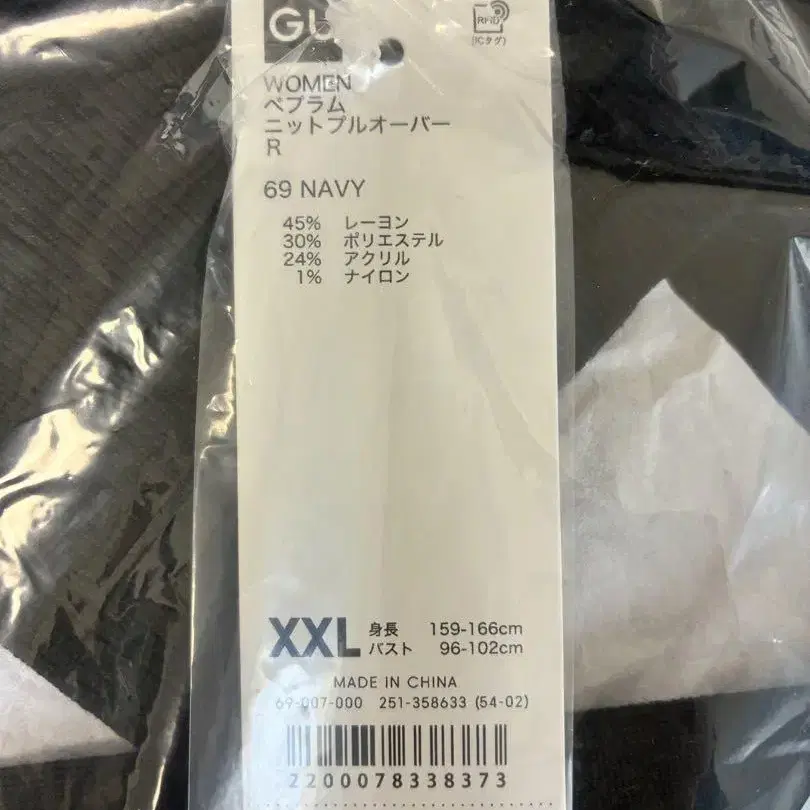 GU
RFID
(ICタグ)
WOMEN
ペプラム
ニットプルオーバー
R
69 NAVY
45% レーヨン
30% ポリエステル
24% アクリル
1% ナイロン
XXL
身長 159-166cm
バスト 96-102cm
MADE IN CHINA
69-007-000 251-358633 (54-02)
2200078338373